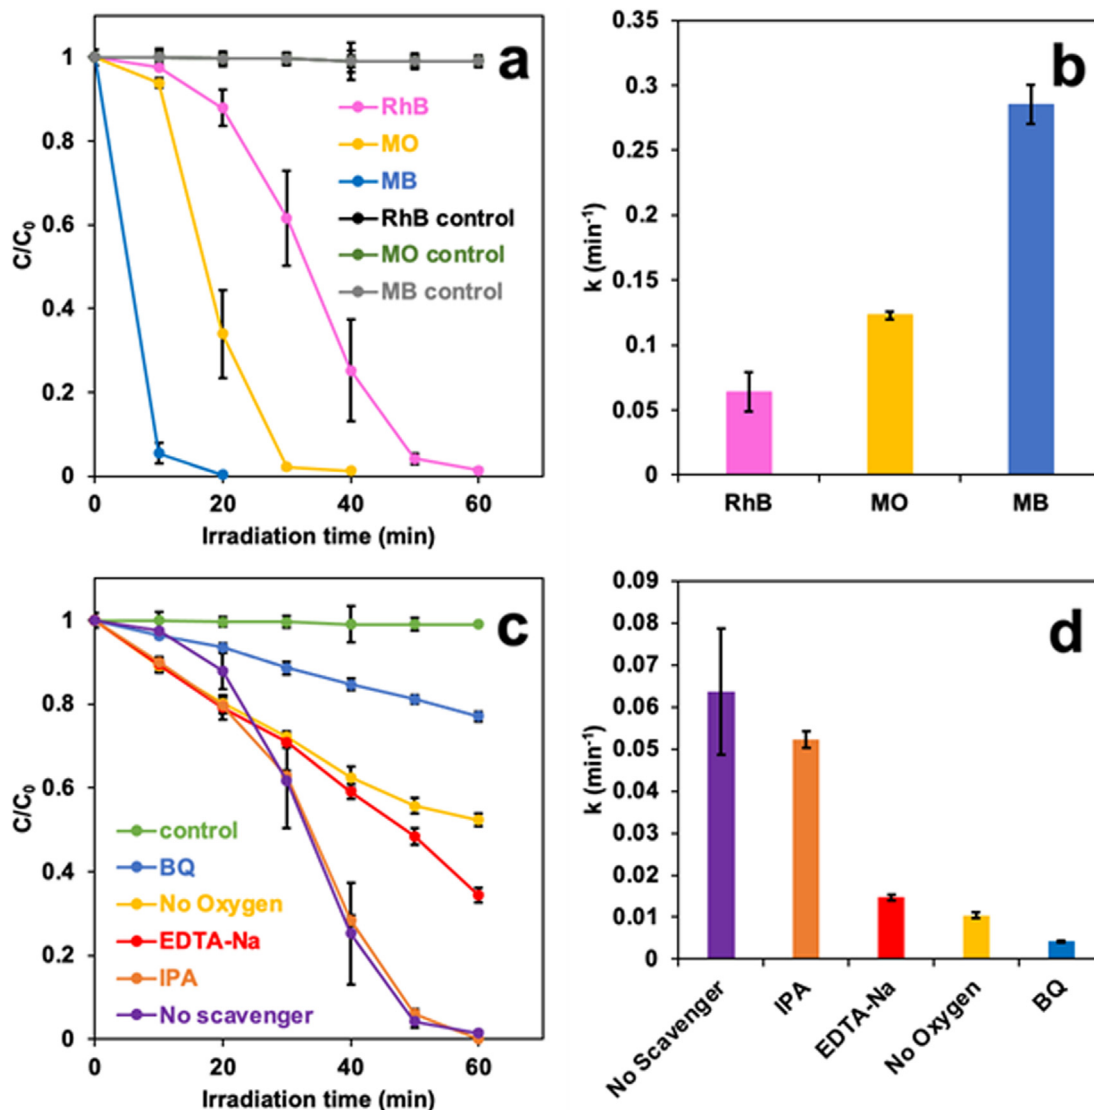 a
1
0.8
0.6
0.4
0.2
0
C/C₀
RhB
MO
MB
RhB control
MO control
MB control
0
20
40
60
Irradiation time (min)
b
0.35
0.3
0.25
0.2
0.15
0.1
0.05
0
k (min⁻¹)
RhB
MO
MB
c
1
0.8
0.6
0.4
0.2
0
C/C₀
control
BQ
No Oxygen
EDTA-Na
IPA
No scavenger
0
20
40
60
Irradiation time (min)
d
0.09
0.08
0.07
0.06
0.05
0.04
0.03
0.02
0.01
0
k (min⁻¹)
No Scavenger
IPA
EDTA-Na
No Oxygen
BQ